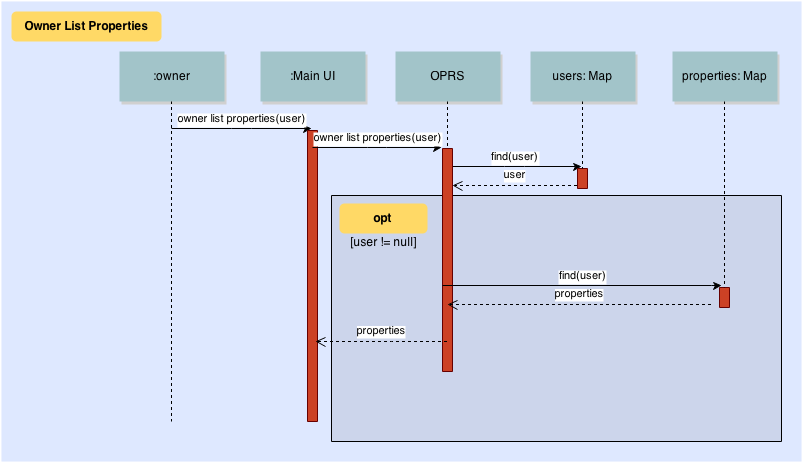 Owner List Properties
:owner
:Main UI
OPRS
users: Map
properties: Map
owner list properties(user)
owner list properties(user)
find(user)
user
opt
[user != null]
find(user)
properties
properties